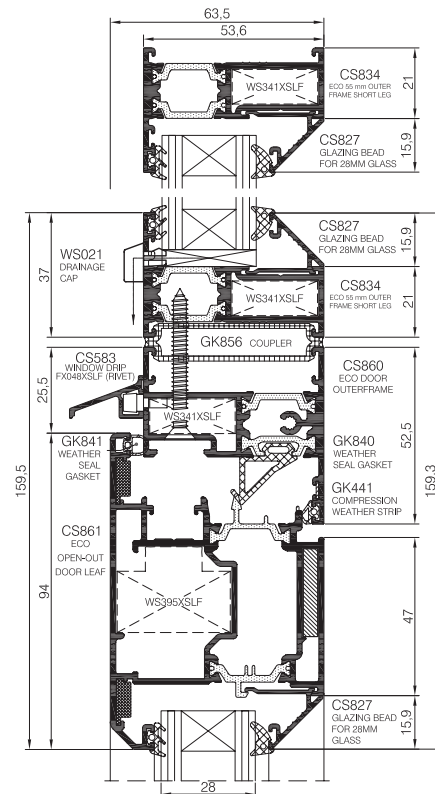 63,5
53,6
WS341XSLF
CS834
ECO 55 mm OUTER
FRAME SHORT LEG
21
CS827
GLAZING BEAD
FOR 28MM GLASS
15,9
WS021
DRAINAGE
CAP
37
CS827
GLAZING BEAD
FOR 28MM GLASS
15,9
WS341XSLF
CS834
ECO 55 mm OUTER
FRAME SHORT LEG
21
GK856 COUPLER
CS583
WINDOW DRIP
FX048XSLF (RIVET)
25,5
CS860
ECO DOOR
OUTERFRAME
52,5
WS341XSLF
GK841
WEATHER
SEAL
GASKET
GK840
WEATHER
SEAL GASKET
GK441
COMPRESSION
WEATHER STRIP
159,5
159.3
CS861
ECO
OPEN-OUT
DOOR LEAF
94
WS395XSLF
47
CS827
GLAZING BEAD
FOR 28MM
GLASS
15,9
28